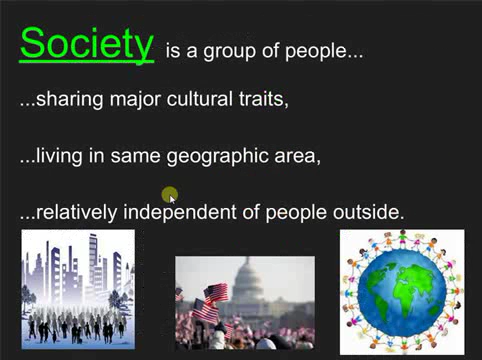 Society is a group of people...
...sharing major cultural traits,
...living in same geographic area,
...relatively independent of people outside.